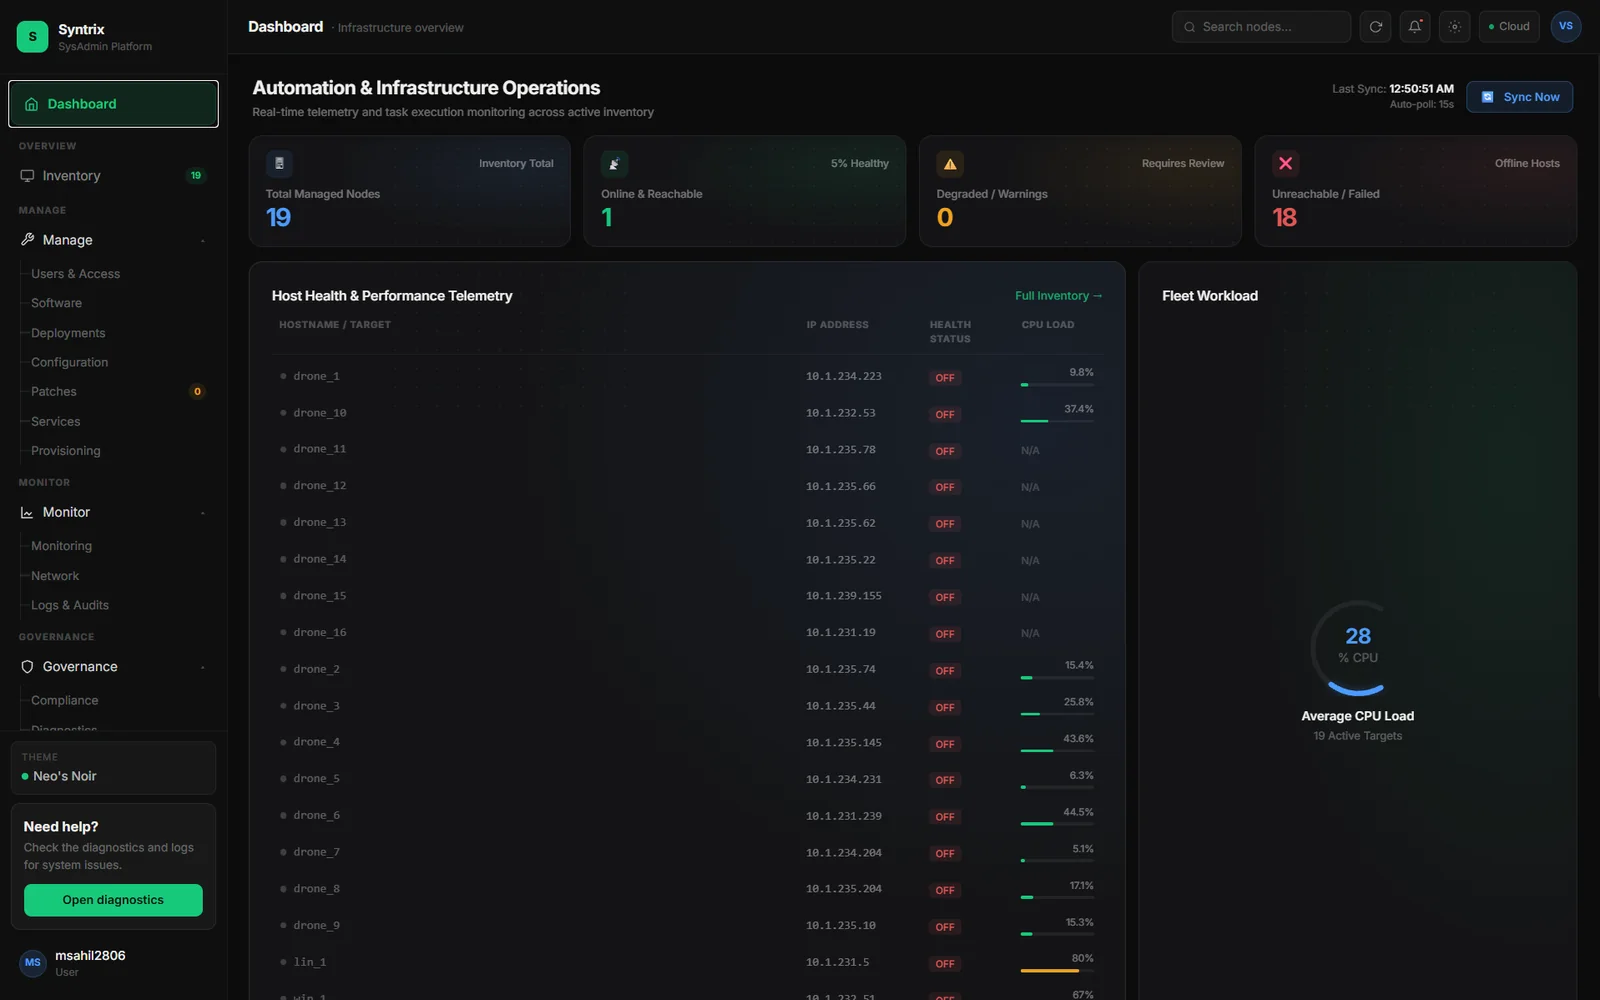 S
Syntrix
SysAdmin Platform
Dashboard
OVERVIEW
Inventory 19
MANAGE
Manage
Users & Access
Software
Deployments
Configuration
Patches 0
Services
Provisioning
MONITOR
Monitor
Monitoring
Network
Logs & Audits
GOVERNANCE
Governance
Compliance
Diagnostics
THEME
Neo's Noir
Need help?
Check the diagnostics and logs
for system issues.
Open diagnostics
MS
msahil2806
User
Dashboard · Infrastructure overview
Search nodes...
Cloud
VS
Automation & Infrastructure Operations
Real-time telemetry and task execution monitoring across active inventory
Last Sync: 12:50:51 AM
Auto-poll: 15s
Sync Now
Inventory Total
Total Managed Nodes
19
5% Healthy
Online & Reachable
1
Requires Review
Degraded / Warnings
0
Offline Hosts
Unreachable / Failed
18
Host Health & Performance Telemetry
Full Inventory →
HOSTNAME / TARGET IP ADDRESS HEALTH STATUS CPU LOAD
drone_1 10.1.234.223 OFF 9.8%
drone_10 10.1.232.53 OFF 37.4%
drone_11 10.1.235.78 OFF N/A
drone_12 10.1.235.66 OFF N/A
drone_13 10.1.235.62 OFF N/A
drone_14 10.1.235.22 OFF N/A
drone_15 10.1.239.155 OFF N/A
drone_16 10.1.231.19 OFF N/A
drone_2 10.1.235.74 OFF 15.4%
drone_3 10.1.235.44 OFF 25.8%
drone_4 10.1.235.145 OFF 43.6%
drone_5 10.1.234.231 OFF 6.3%
drone_6 10.1.231.239 OFF 44.5%
drone_7 10.1.234.204 OFF 5.1%
drone_8 10.1.235.204 OFF 17.1%
drone_9 10.1.235.10 OFF 15.3%
lin_1 10.1.231.5 OFF 80%
win_1 10.1.232.51 OFF 67%
Fleet Workload
28
% CPU
Average CPU Load
19 Active Targets